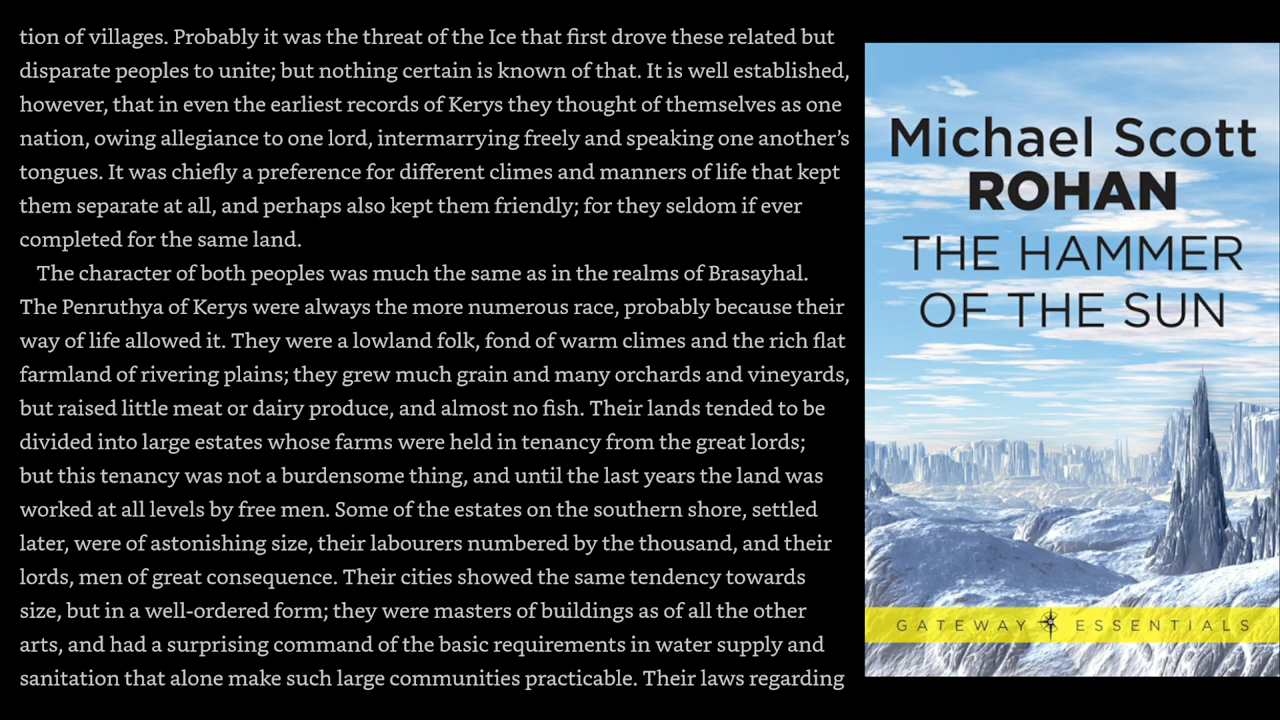 tion of villages. Probably it was the threat of the Ice that first drove these related but
disparate peoples to unite; but nothing certain is known of that. It is well established,
however, that in even the earliest records of Kerys they thought of themselves as one
nation, owing allegiance to one lord, intermarrying freely and speaking one another’s
tongues. It was chiefly a preference for different climes and manners of life that kept
them separate at all, and perhaps also kept them friendly; for they seldom if ever
completed for the same land.
The character of both peoples was much the same as in the realms of Brasayhal.
The Penruthya of Kerys were always the more numerous race, probably because their
way of life allowed it. They were a lowland folk, fond of warm climes and the rich flat
farmland of rivering plains; they grew much grain and many orchards and vineyards,
but raised little meat or dairy produce, and almost no fish. Their lands tended to be
divided into large estates whose farms were held in tenancy from the great lords;
but this tenancy was not a burdensome thing, and until the last years the land was
worked at all levels by free men. Some of the estates on the southern shore, settled
later, were of astonishing size, their labourers numbered by the thousand, and their
lords, men of great consequence. Their cities showed the same tendency towards
size, but in a well-ordered form; they were masters of buildings as of all the other
arts, and had a surprising command of the basic requirements in water supply and
sanitation that alone make such large communities practicable. Their laws regarding
Michael Scott
ROHAN
THE HAMMER
OF THE SUN
GATEWAY ESSENTIALS